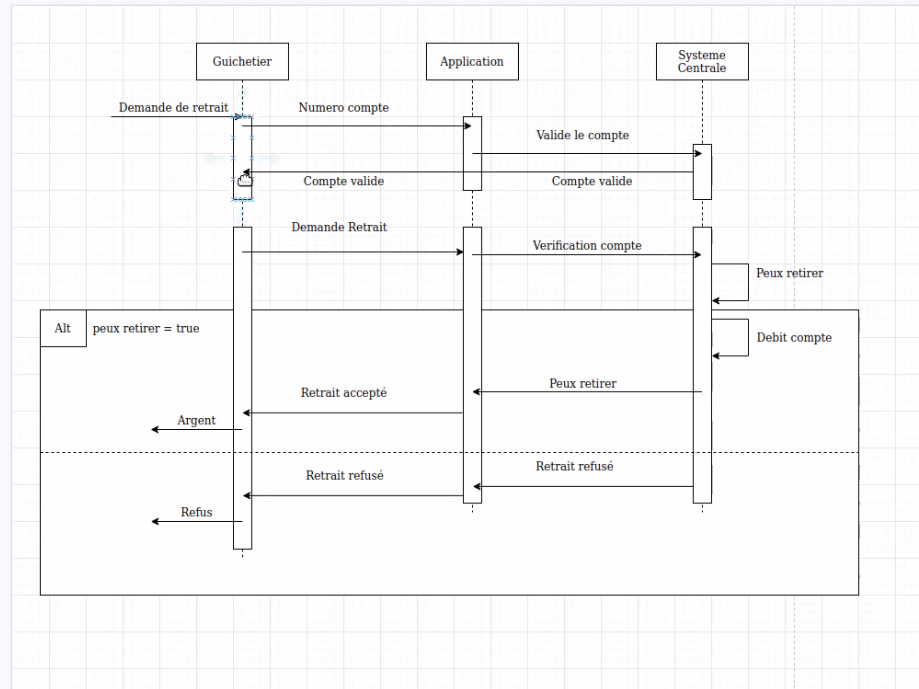 Guichetier
Application
Systeme
Centrale
Demande de retrait
Numero compte
Valide le compte
Compte valide
Compte valide
Demande Retrait
Verification compte
Peux retirer
Alt
peux retirer = true
Debit compte
Peux retirer
Retrait accepté
Argent
Retrait refusé
Retrait refusé
Refus